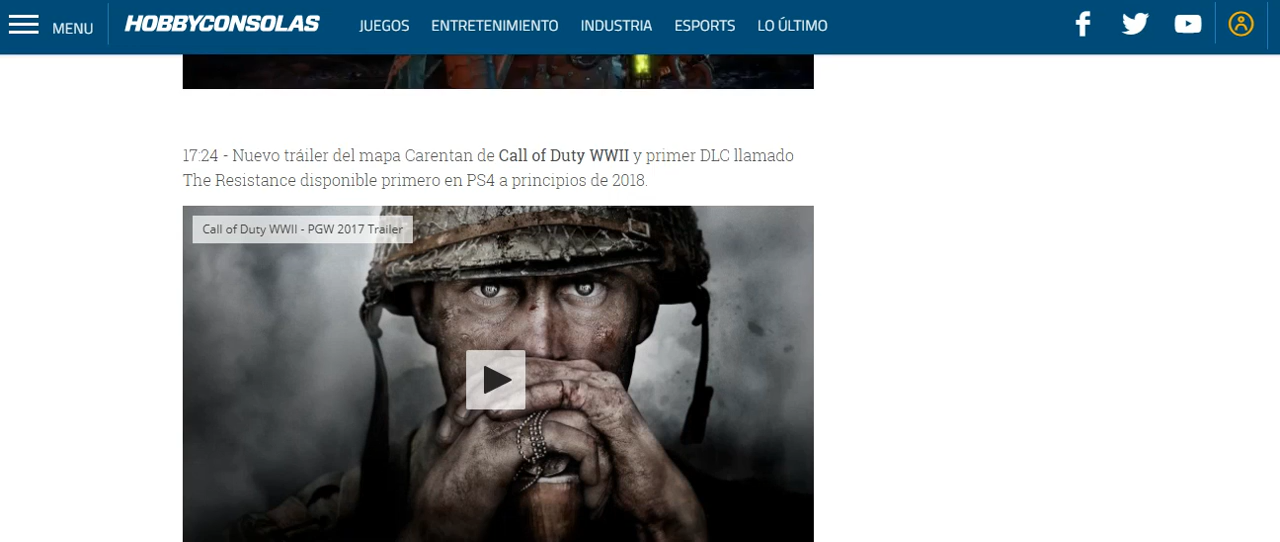 MENU
HOBBYCONSOLAS
JUEGOS
ENTRETENIMIENTO
INDUSTRIA
ESPORTS
LO ÚLTIMO
17:24 - Nuevo tráiler del mapa Carentan de Call of Duty WWII y primer DLC llamado
The Resistance disponible primero en PS4 a principios de 2018.
Call of Duty WWII - PGW 2017 Trailer